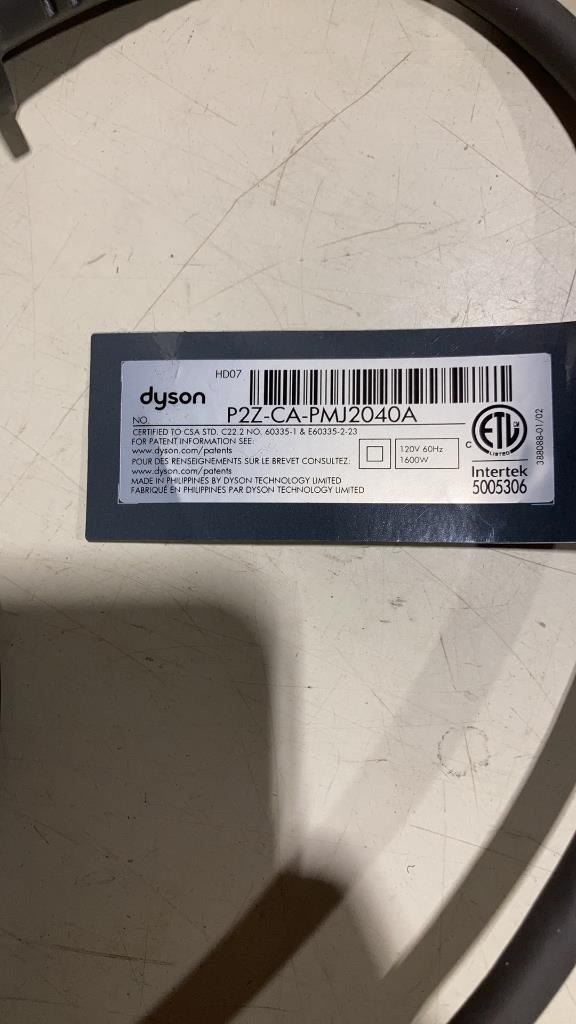 HD07
dyson
NO. P2Z-CA-PMJ2040A
CERTIFIED TO CSA STD. C22.2 NO. 60335-1 & E60335-2-23
FOR PATENT INFORMATION SEE:
www.dyson.com/patents
POUR DES RENSEIGNEMENTS SUR LE BREVET CONSULTEZ:
www.dyson.com/patents
MADE IN PHILIPPINES BY DYSON TECHNOLOGY LIMITED
FABRIQUÉ EN PHILIPPINES PAR DYSON TECHNOLOGY LIMITED
120V 60Hz
1600W
C
ETL
LISTED
Intertek
5005306
388088-01/02